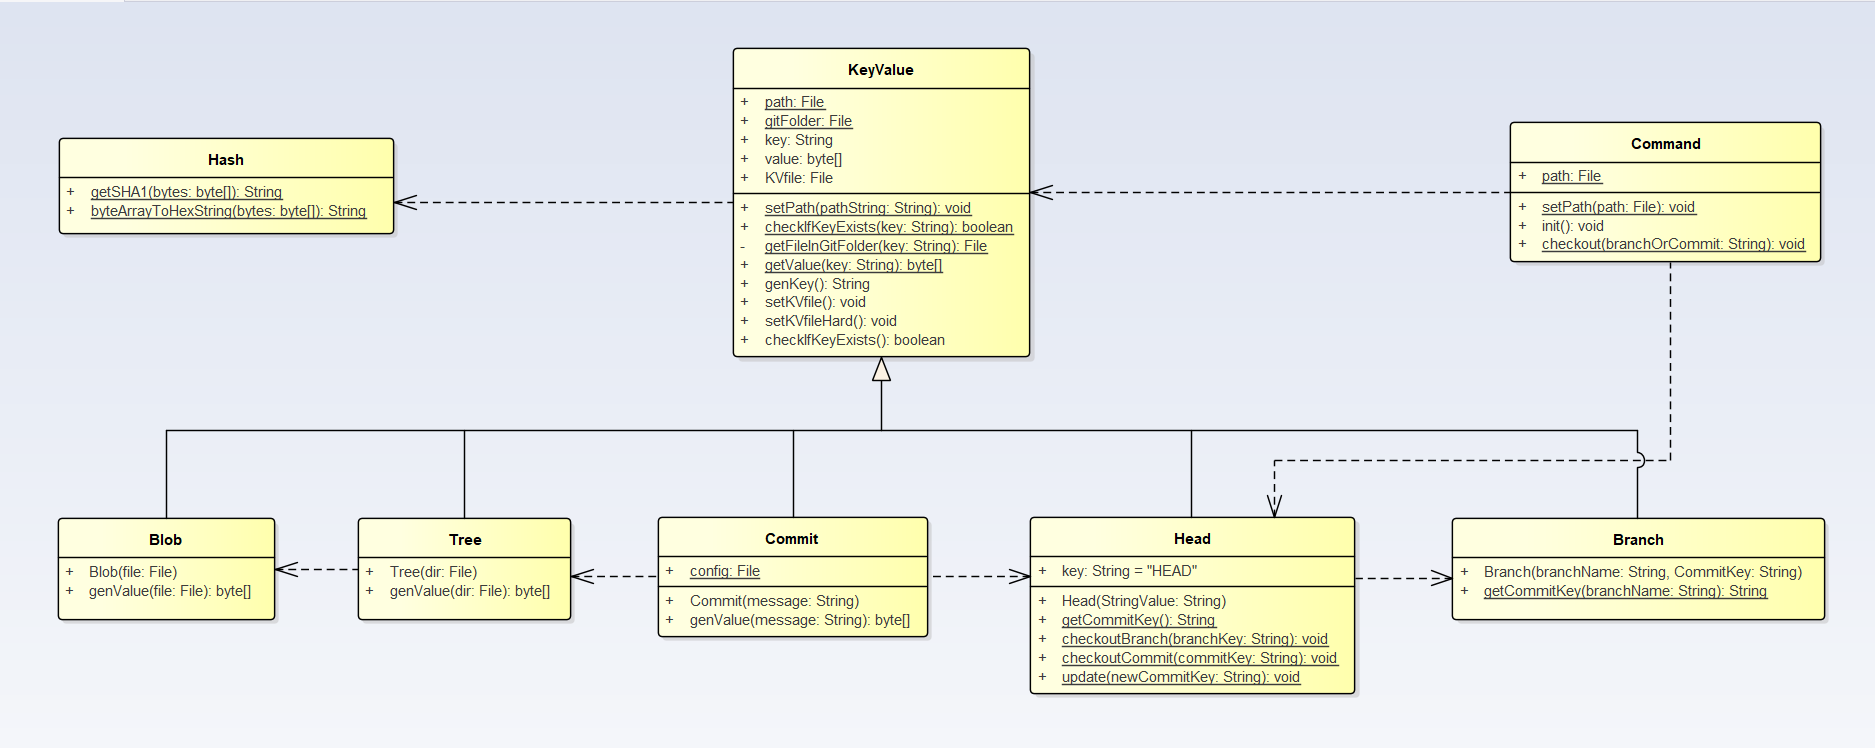 KeyValue
+ path: File
+ gitFolder: File
+ key: String
+ value: byte[]
+ KVfile: File
+ setPath(pathString: String): void
+ checkIfKeyExists(key: String): boolean
- getFileInGitFolder(key: String): File
+ getValue(key: String): byte[]
+ genKey(): String
+ setKVfile(): void
+ setKVfileHard(): void
+ checkIfKeyExists(): boolean
Hash
+ getSHA1(bytes: byte[]): String
+ byteArrayToHexString(bytes: byte[]): String
Command
+ path: File
+ setPath(path: File): void
+ init(): void
+ checkout(branchOrCommit: String): void
Blob
+ Blob(file: File)
+ genValue(file: File): byte[]
Tree
+ Tree(dir: File)
+ genValue(dir: File): byte[]
Commit
+ config: File
+ Commit(message: String)
+ genValue(message: String): byte[]
Head
+ key: String = "HEAD"
+ Head(StringValue: String)
+ getCommitKey(): String
+ checkoutBranch(branchKey: String): void
+ checkoutCommit(commitKey: String): void
+ update(newCommitKey: String): void
Branch
+ Branch(branchName: String, CommitKey: String)
+ getCommitKey(branchName: String): String